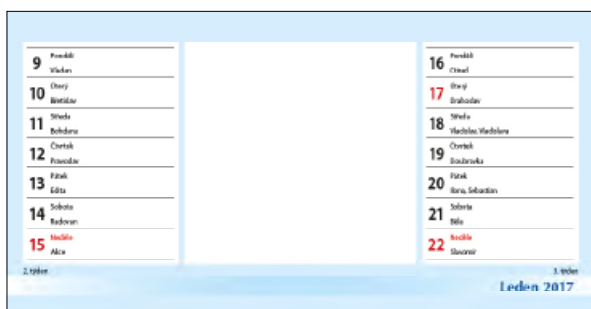 9 Pondělí
Vladan
10 Úterý
Břetislav
11 Středa
Bohdana
12 Čtvrtek
Pravoslav
13 Pátek
Edita
14 Sobota
Radovan
15 Neděle
Alice
2. týden
16 Pondělí
Ctirad
17 Úterý
Drahoslav
18 Středa
Vladislav, Vladislava
19 Čtvrtek
Doubravka
20 Pátek
Ilona, Sebastian
21 Sobota
Běla
22 Neděle
Slavomír
3. týden
Leden 2017